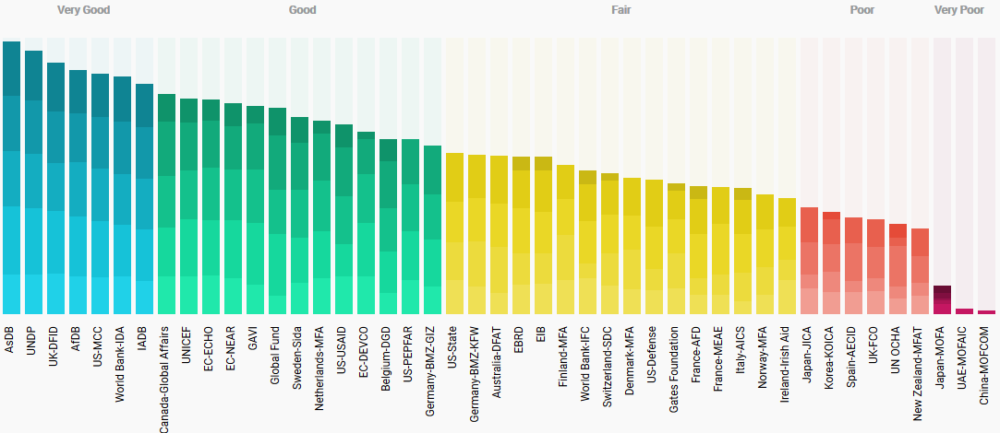 Very Good
Good
Fair
Poor
Very Poor
AsDB
UNDP
UK-DFID
AfDB
US-MCC
World Bank-IDA
IADB
Canada-Global Affairs
UNICEF
EC-ECHO
EC-NEAR
GAVI
Global Fund
Sweden-Sida
Netherlands-MFA
US-USAID
EC-DEVCO
Belgium-DGD
US-PEPFAR
Germany-BMZ-GIZ
US-State
Germany-BMZ-KFW
Australia-DFAT
EBRD
EIB
Finland-MFA
World Bank-IFC
Switzerland-SDC
Denmark-MFA
US-Defense
Gates Foundation
France-AFD
France-MEAE
Italy-AICS
Norway-MFA
Ireland-Irish Aid
Japan-JICA
Korea-KOICA
Spain-AECID
UK-FCO
UN OCHA
New Zealand-MFAT
Japan-MOFA
UAE-MOFAIC
China-MOFCOM